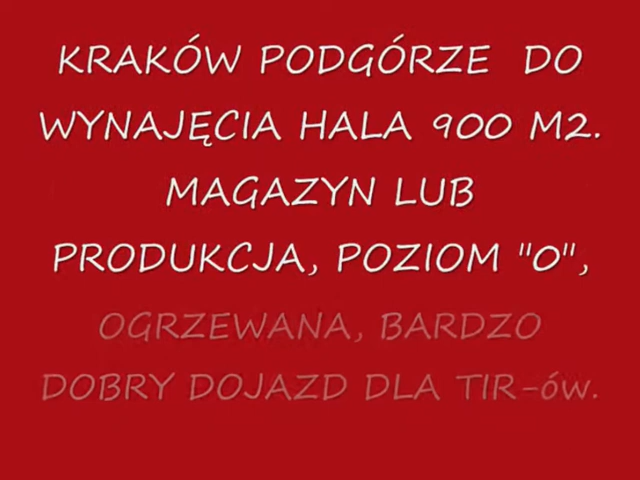 KRAKÓW PODGÓRZE DO
WYNAJĘCIA HALA 900 M2.
MAGAZYN LUB
PRODUKCJA, POZIOM "0",
OGRZEWANA, BARDZO
DOBRY DOJAZD DLA TIR-ów.